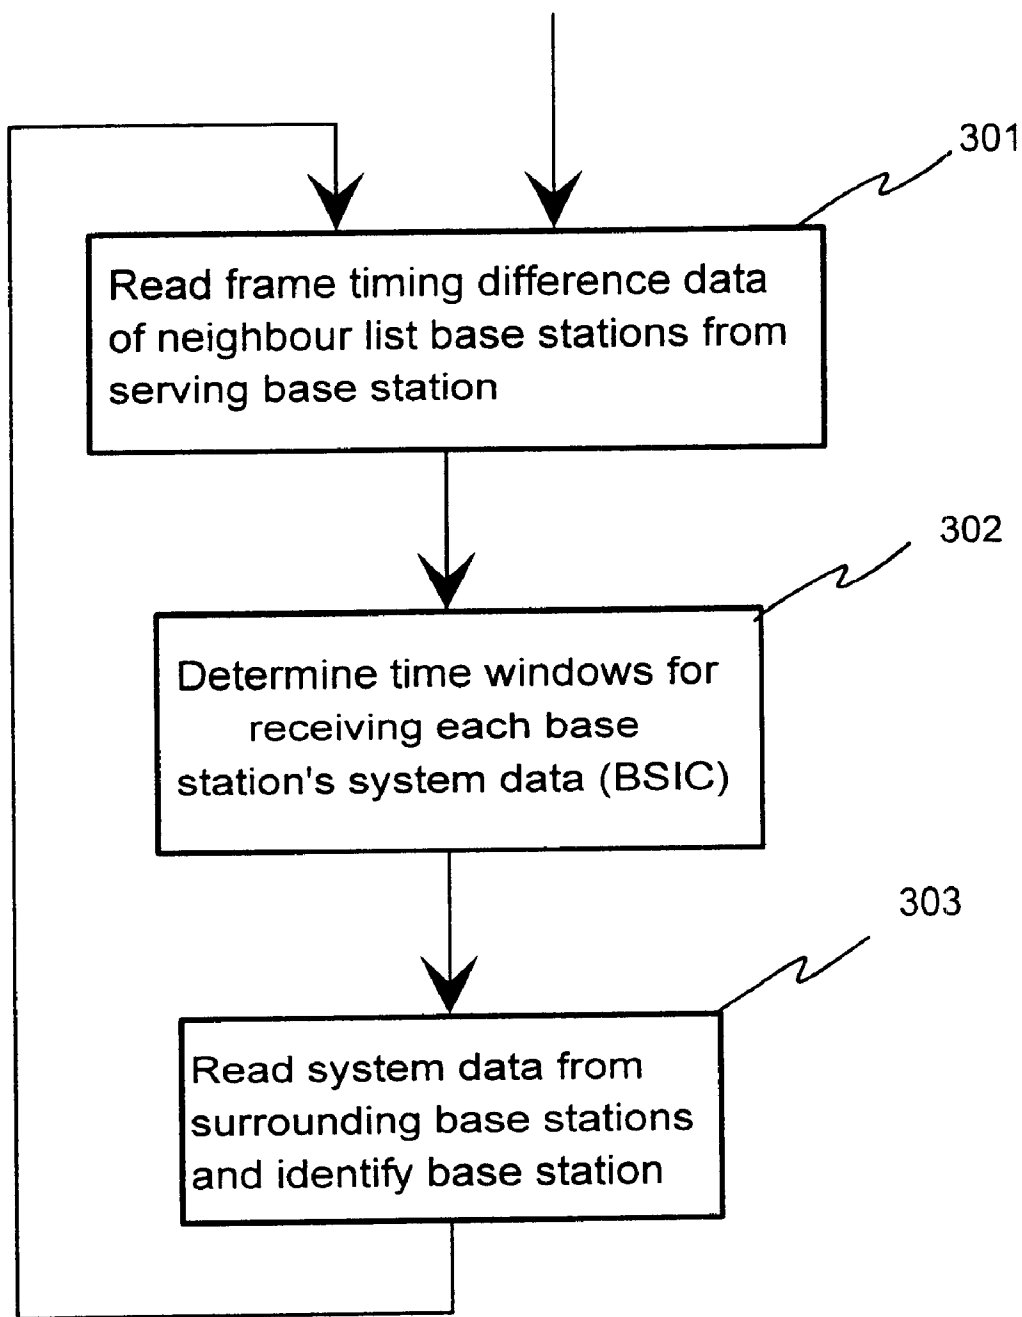 301
Read frame timing difference data
of neighbour list base stations from
serving base station
302
Determine time windows for
receiving each base
station's system data (BSIC)
303
Read system data from
surrounding base stations
and identify base station